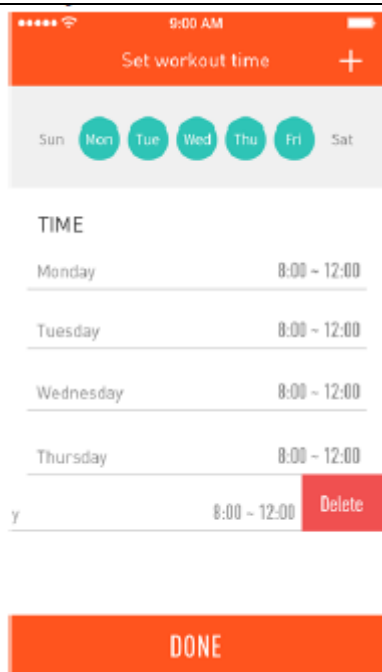 9:00 AM
Set workout time +
Sun Mon Tue Wed Thu Fri Sat
TIME
Monday 8:00 ~ 12:00
Tuesday 8:00 ~ 12:00
Wednesday 8:00 ~ 12:00
Thursday 8:00 ~ 12:00
y 8:00 ~ 12:00 Delete
DONE